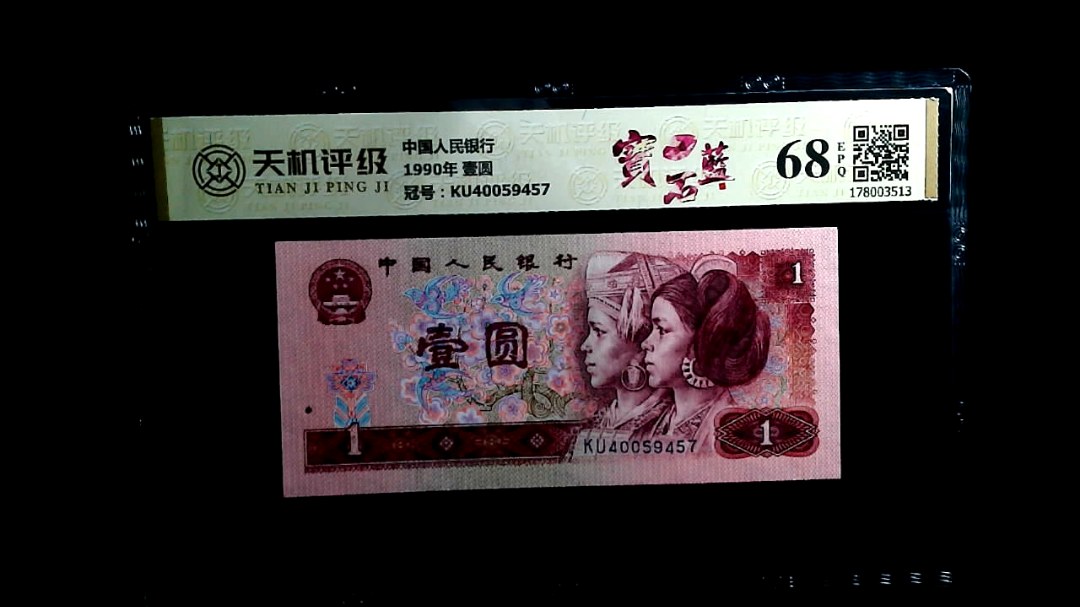 天机评级
TIAN JI PING JI
中国人民银行
1990年 壹圆
冠号：KU40059457
寶石藍
68
EPQ
178003513
中国人民银行
1
壹圆
1
KU40059457
1